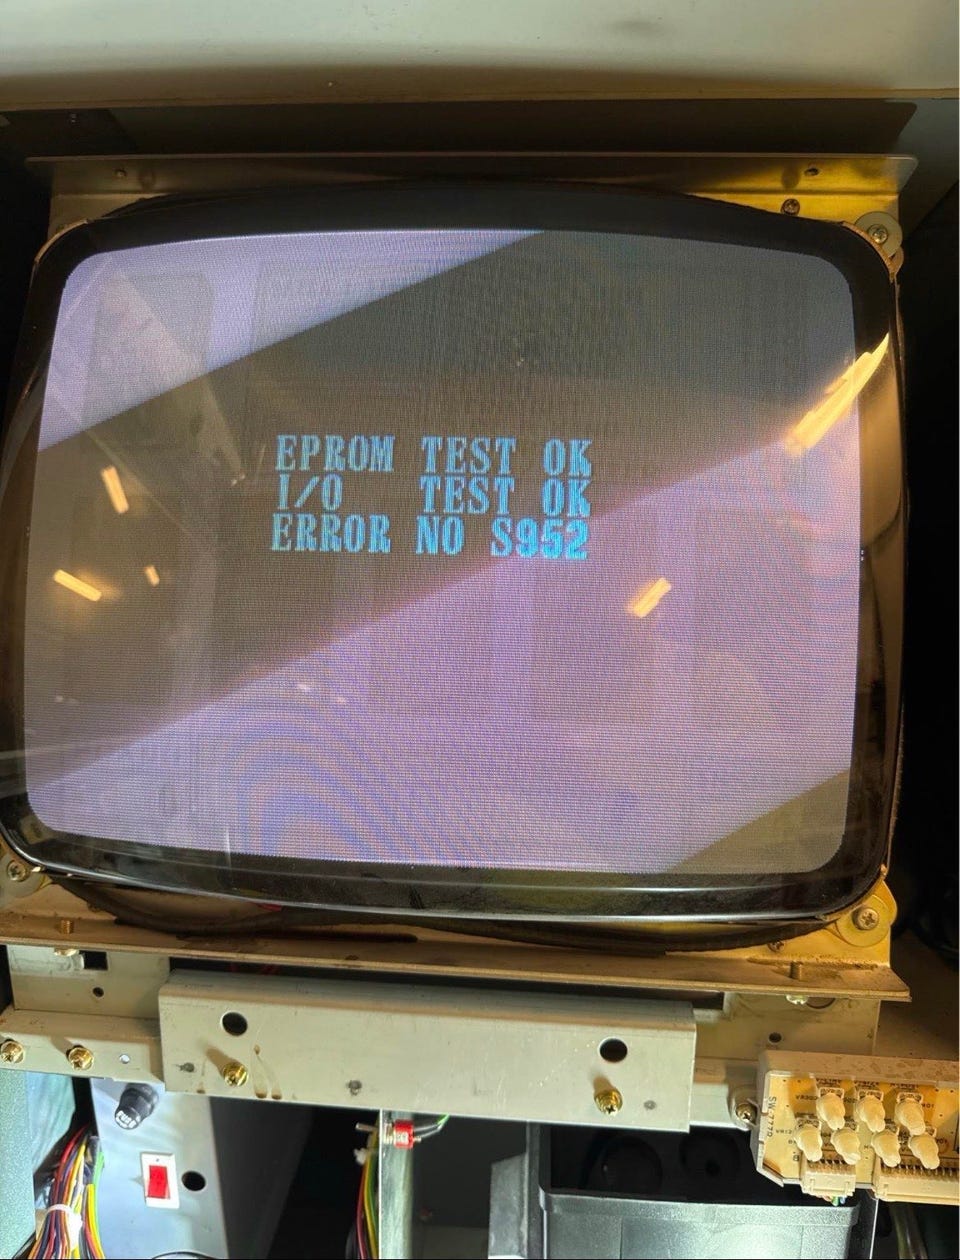 EPROM TEST OK
I/O TEST OK
ERROR NO S952